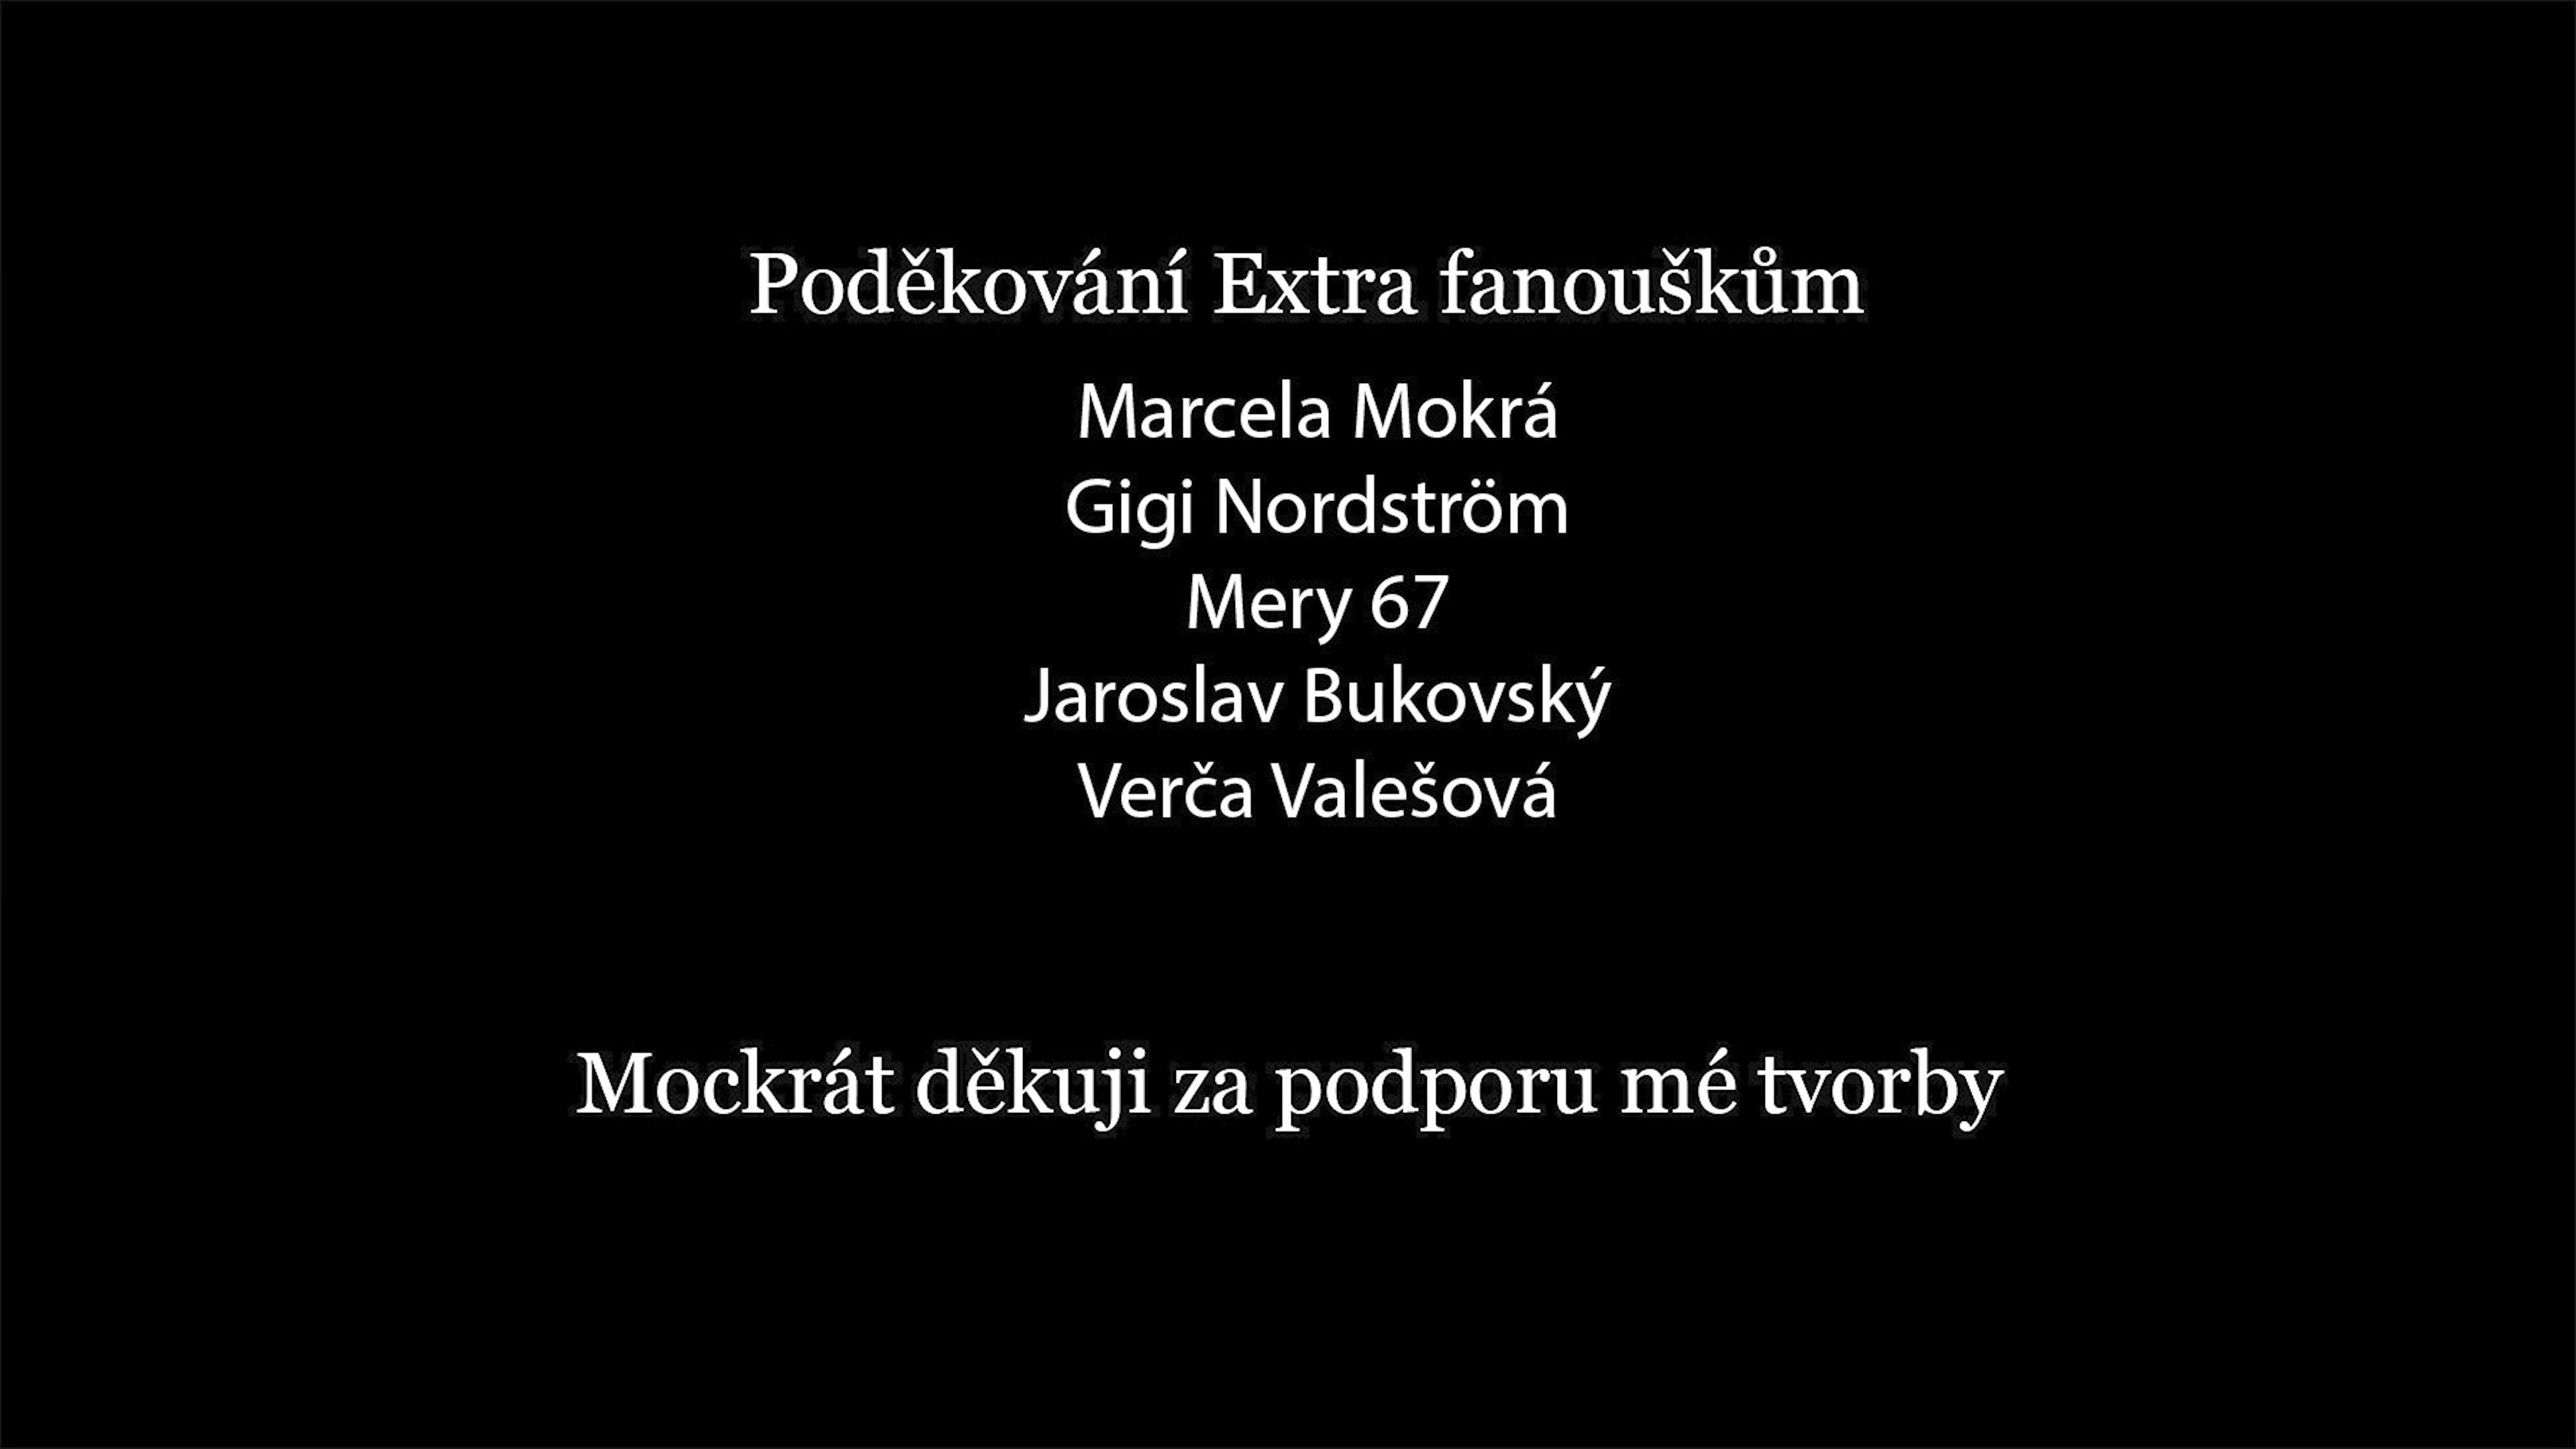 Poděkování Extra fanouškům
Marcela Mokrá
Gigi Nordström
Mery 67
Jaroslav Bukovský
Verča Valešová
Mockrát děkuji za podporu mé tvorby